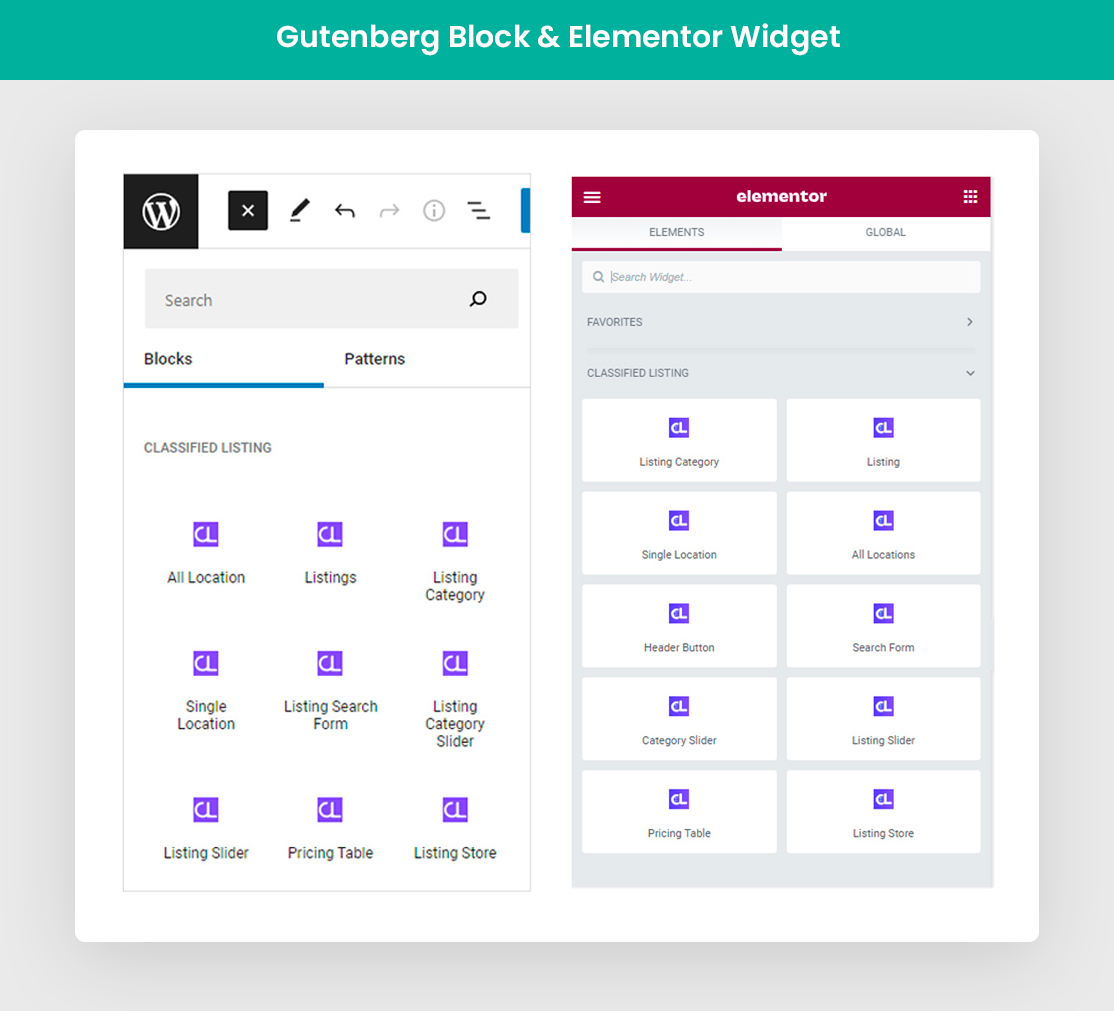 Gutenberg Block & Elementor Widget
Search
Blocks
Patterns
CLASSIFIED LISTING
CL
CL
CL
All Location
Listings
Listing
Category
CL
CL
CL
Single
Location
Listing Search
Form
Listing
Category
Slider
CL
CL
CL
Listing Slider
Pricing Table
Listing Store
elementor
ELEMENTS
GLOBAL
Search Widget...
FAVORITES
CLASSIFIED LISTING
CL
CL
Listing Category
Listing
CL
CL
Single Location
All Locations
CL
CL
Header Button
Search Form
CL
CL
Category Slider
Listing Slider
CL
CL
Pricing Table
Listing Store